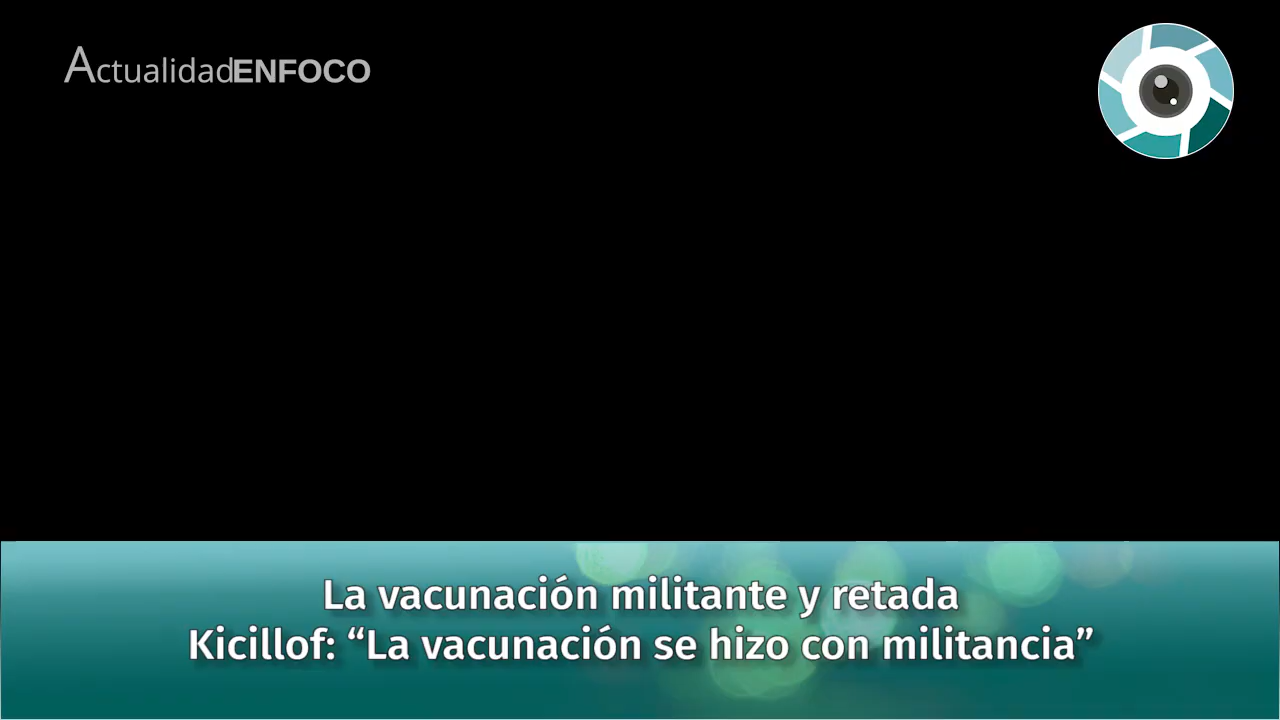 ActualidadENFOCO
La vacunación militante y retada
Kicillof: “La vacunación se hizo con militancia”